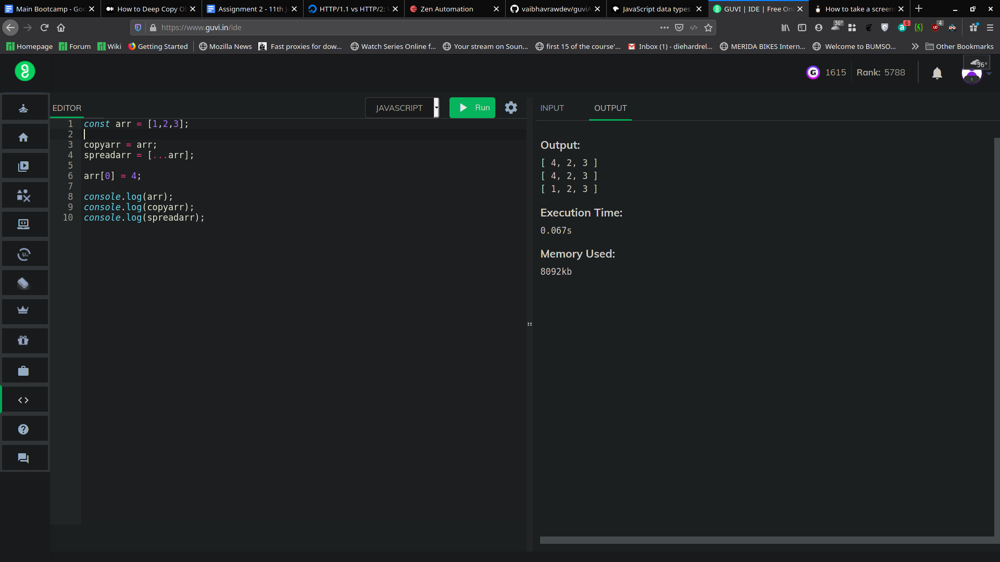 Main Bootcamp - Goo
How to Deep Copy O
Assignment 2 - 11th J
HTTP/1.1 vs HTTP/2:
Zen Automation
vaibhavrawdev/guvi
JavaScript data types
GUVI | IDE | Free On
How to take a screen
https://www.guvi.in/ide
36°
6
4
Homepage
Forum
Wiki
Getting Started
Mozilla News
Fast proxies for dow...
Watch Series Online f...
Your stream on Soun...
first 15 of the course'...
Inbox (1) - diehardrel...
MERIDA BIKES Intern...
Welcome to BUMSO...
Other Bookmarks
36°
G 1615 Rank: 5788
EDITOR
JAVASCRIPT
Run
INPUT
OUTPUT
1 const arr = [1,2,3];
2
3 copyarr = arr;
4 spreadarr = [...arr];
5
6 arr[0] = 4;
7
8 console.log(arr);
9 console.log(copyarr);
10 console.log(spreadarr);
Output:
[ 4, 2, 3 ]
[ 4, 2, 3 ]
[ 1, 2, 3 ]
Execution Time:
0.067s
Memory Used:
8092kb